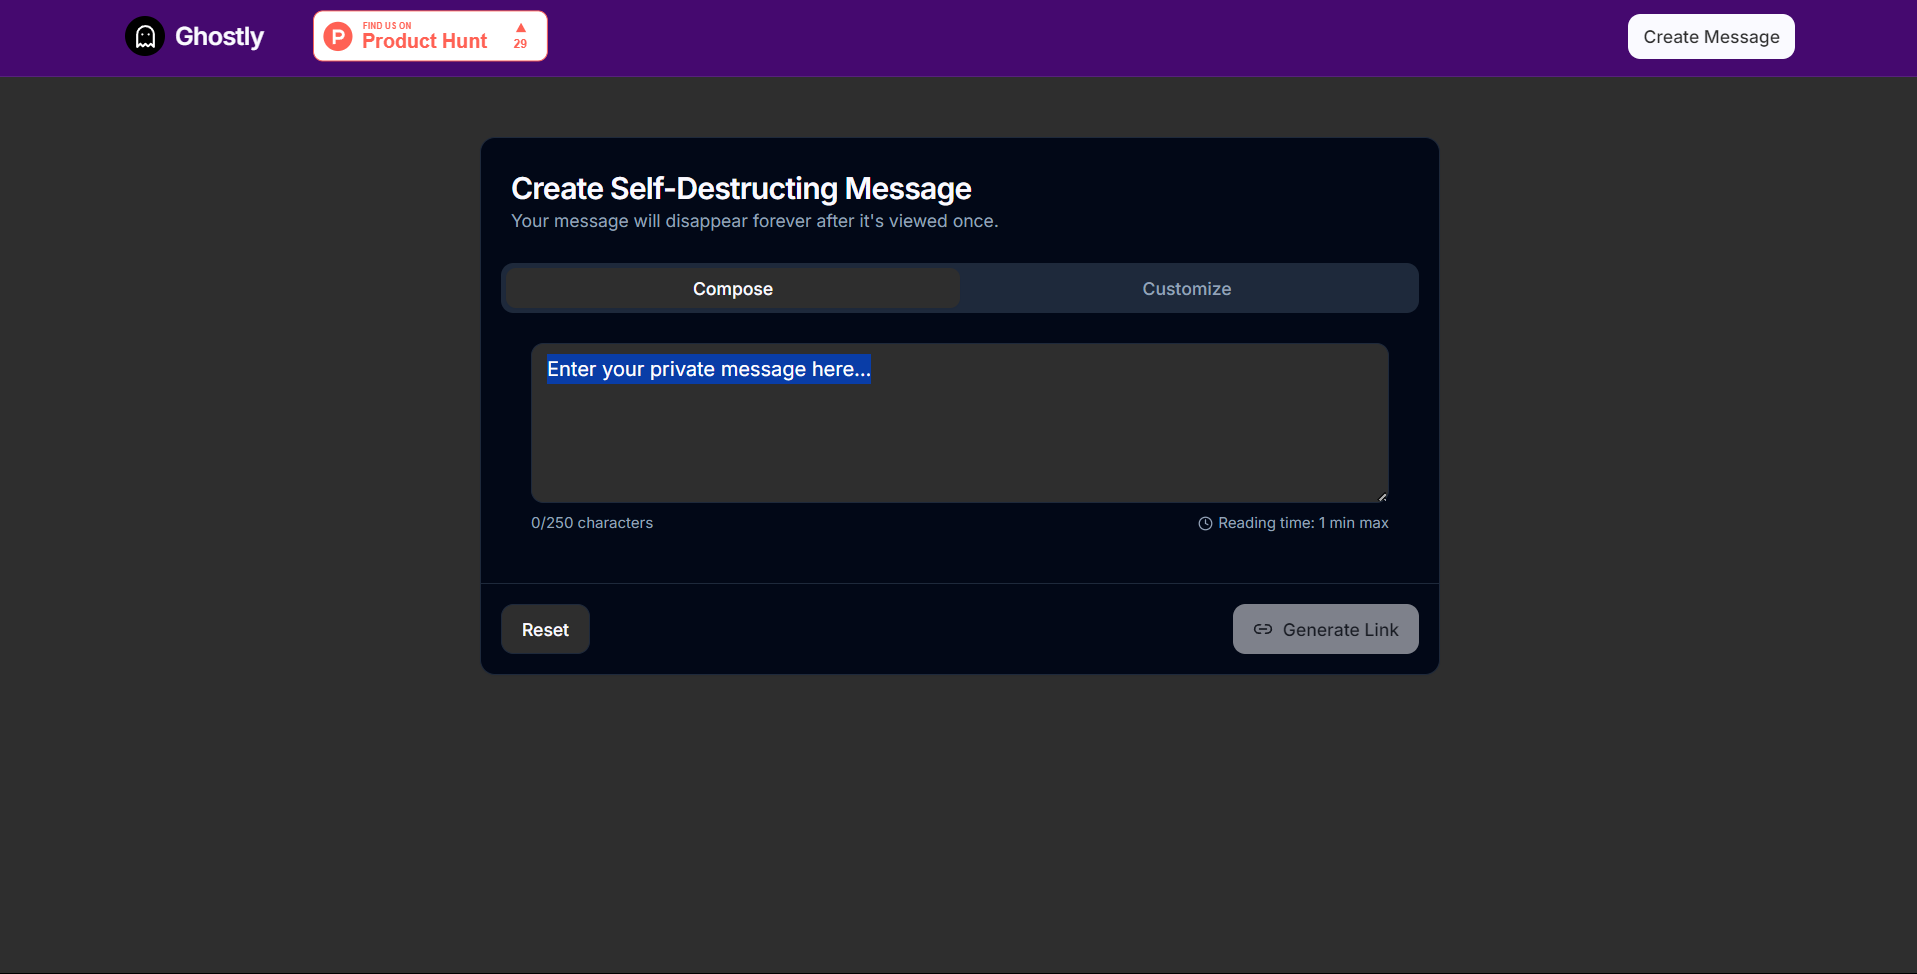 Ghostly
FIND US ON
Product Hunt
29
Create Message
Create Self-Destructing Message
Your message will disappear forever after it's viewed once.
Compose
Customize
Enter your private message here...
0/250 characters
Reading time: 1 min max
Reset
Generate Link